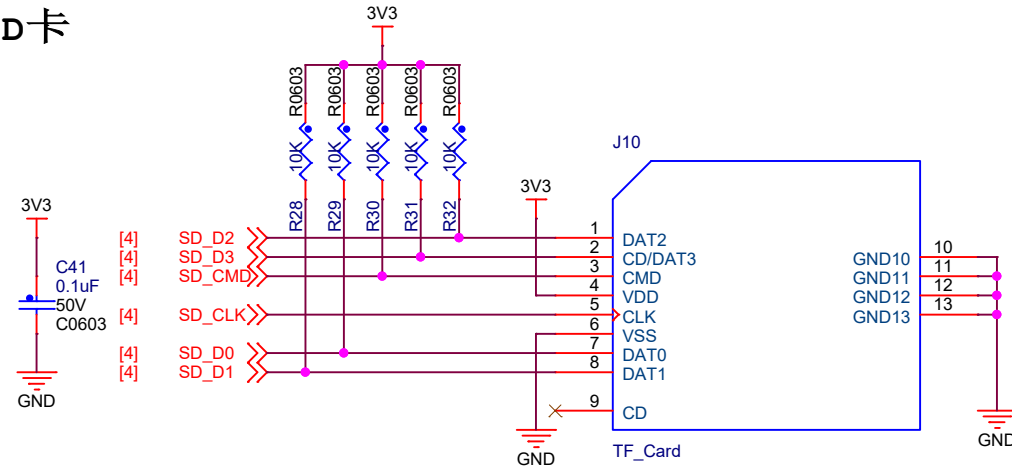 D卡
3V3
R0603 R0603 R0603 R0603 R0603
10K 10K 10K 10K 10K
R28 R29 R30 R31 R32
J10
3V3
3V3
C41
0.1uF
50V
C0603
GND
[4] SD_D2
[4] SD_D3
[4] SD_CMD
[4] SD_CLK
[4] SD_D0
[4] SD_D1
1 DAT2
2 CD/DAT3
3 CMD
4 VDD
5 CLK
6 VSS
7 DAT0
8 DAT1
9 CD
GND10 10
GND11 11
GND12 12
GND13 13
GND
TF_Card
GND